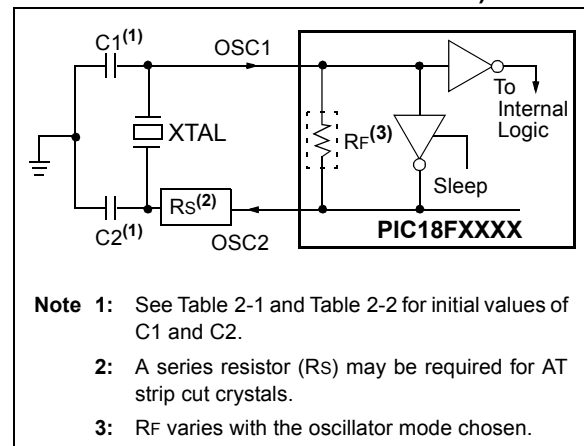 C1(1)
OSC1
To
Internal
Logic
XTAL
RF(3)
Sleep
RS(2)
C2(1)
OSC2
PIC18FXXXX
Note 1: See Table 2-1 and Table 2-2 for initial values of
C1 and C2.
2: A series resistor (RS) may be required for AT
strip cut crystals.
3: RF varies with the oscillator mode chosen.